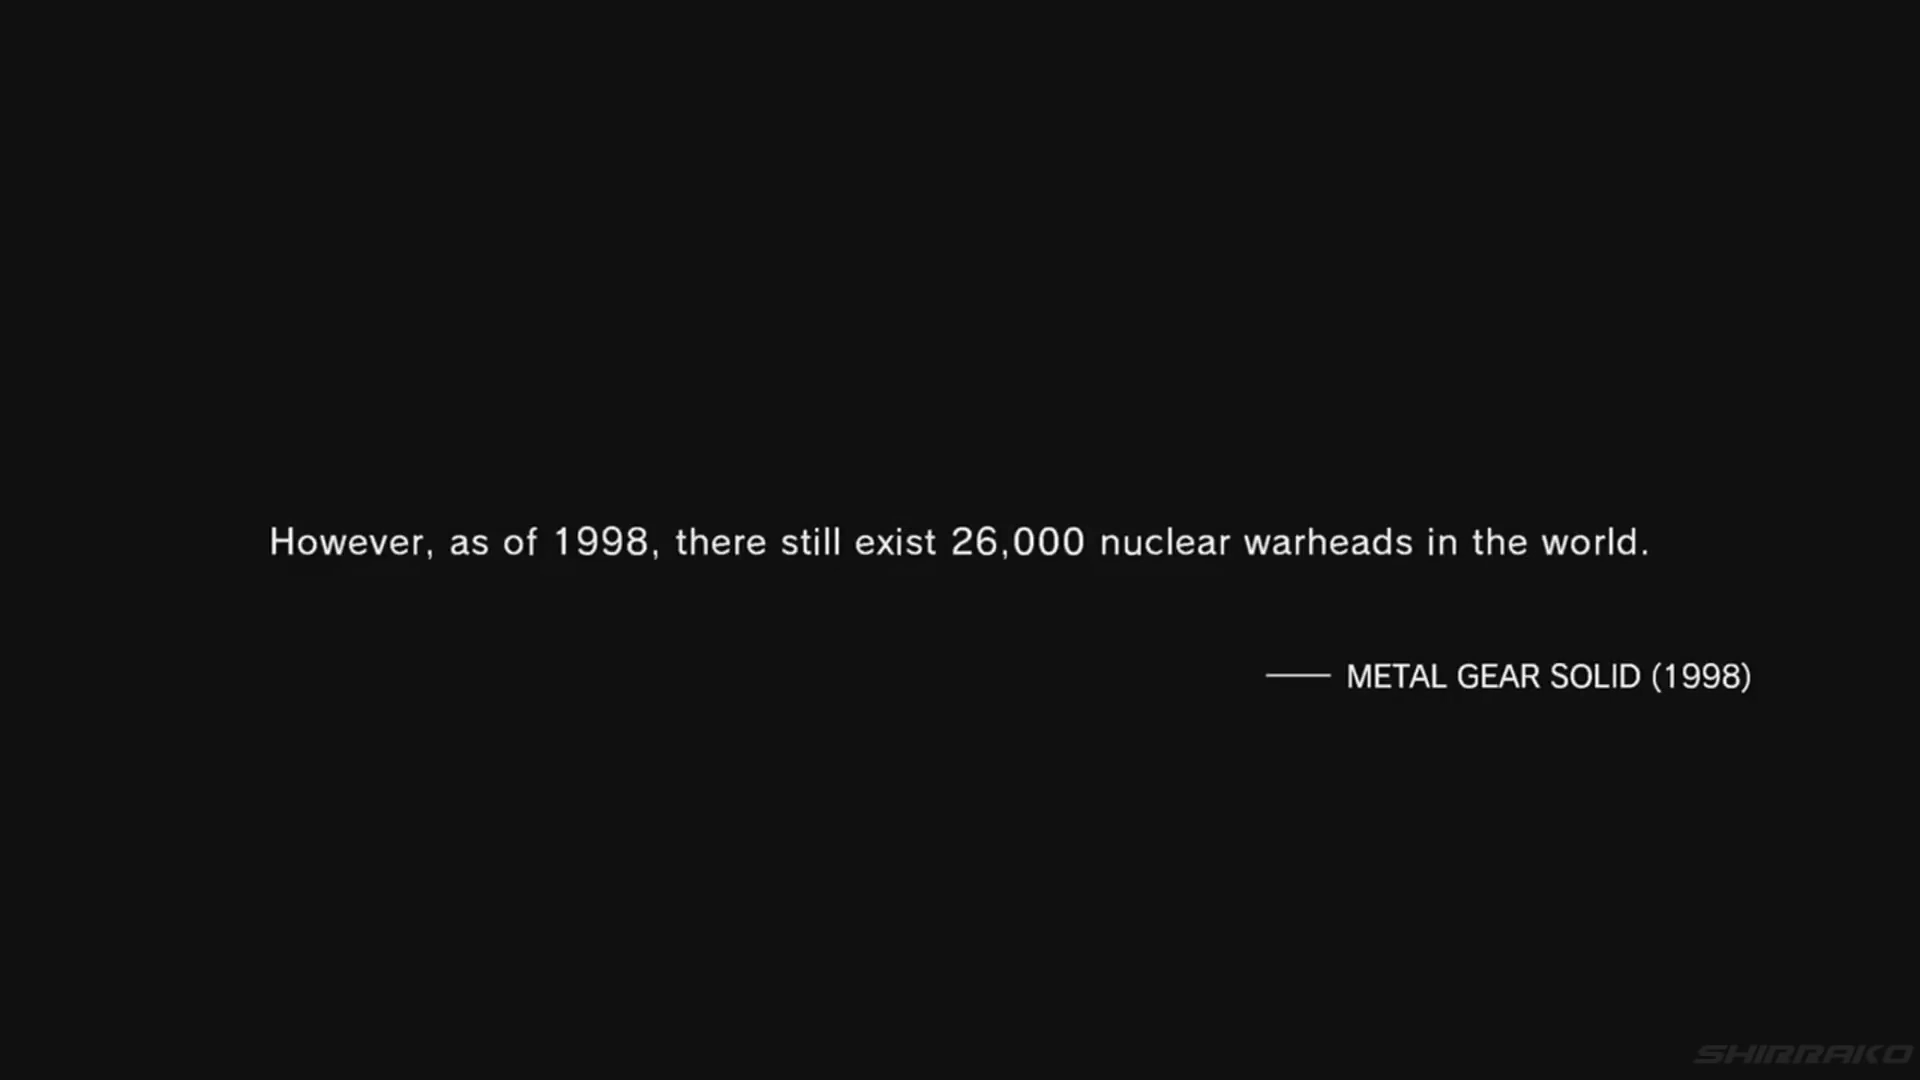 However, as of 1998, there still exist 26,000 nuclear warheads in the world.
—— METAL GEAR SOLID (1998)
SHIRRAKO